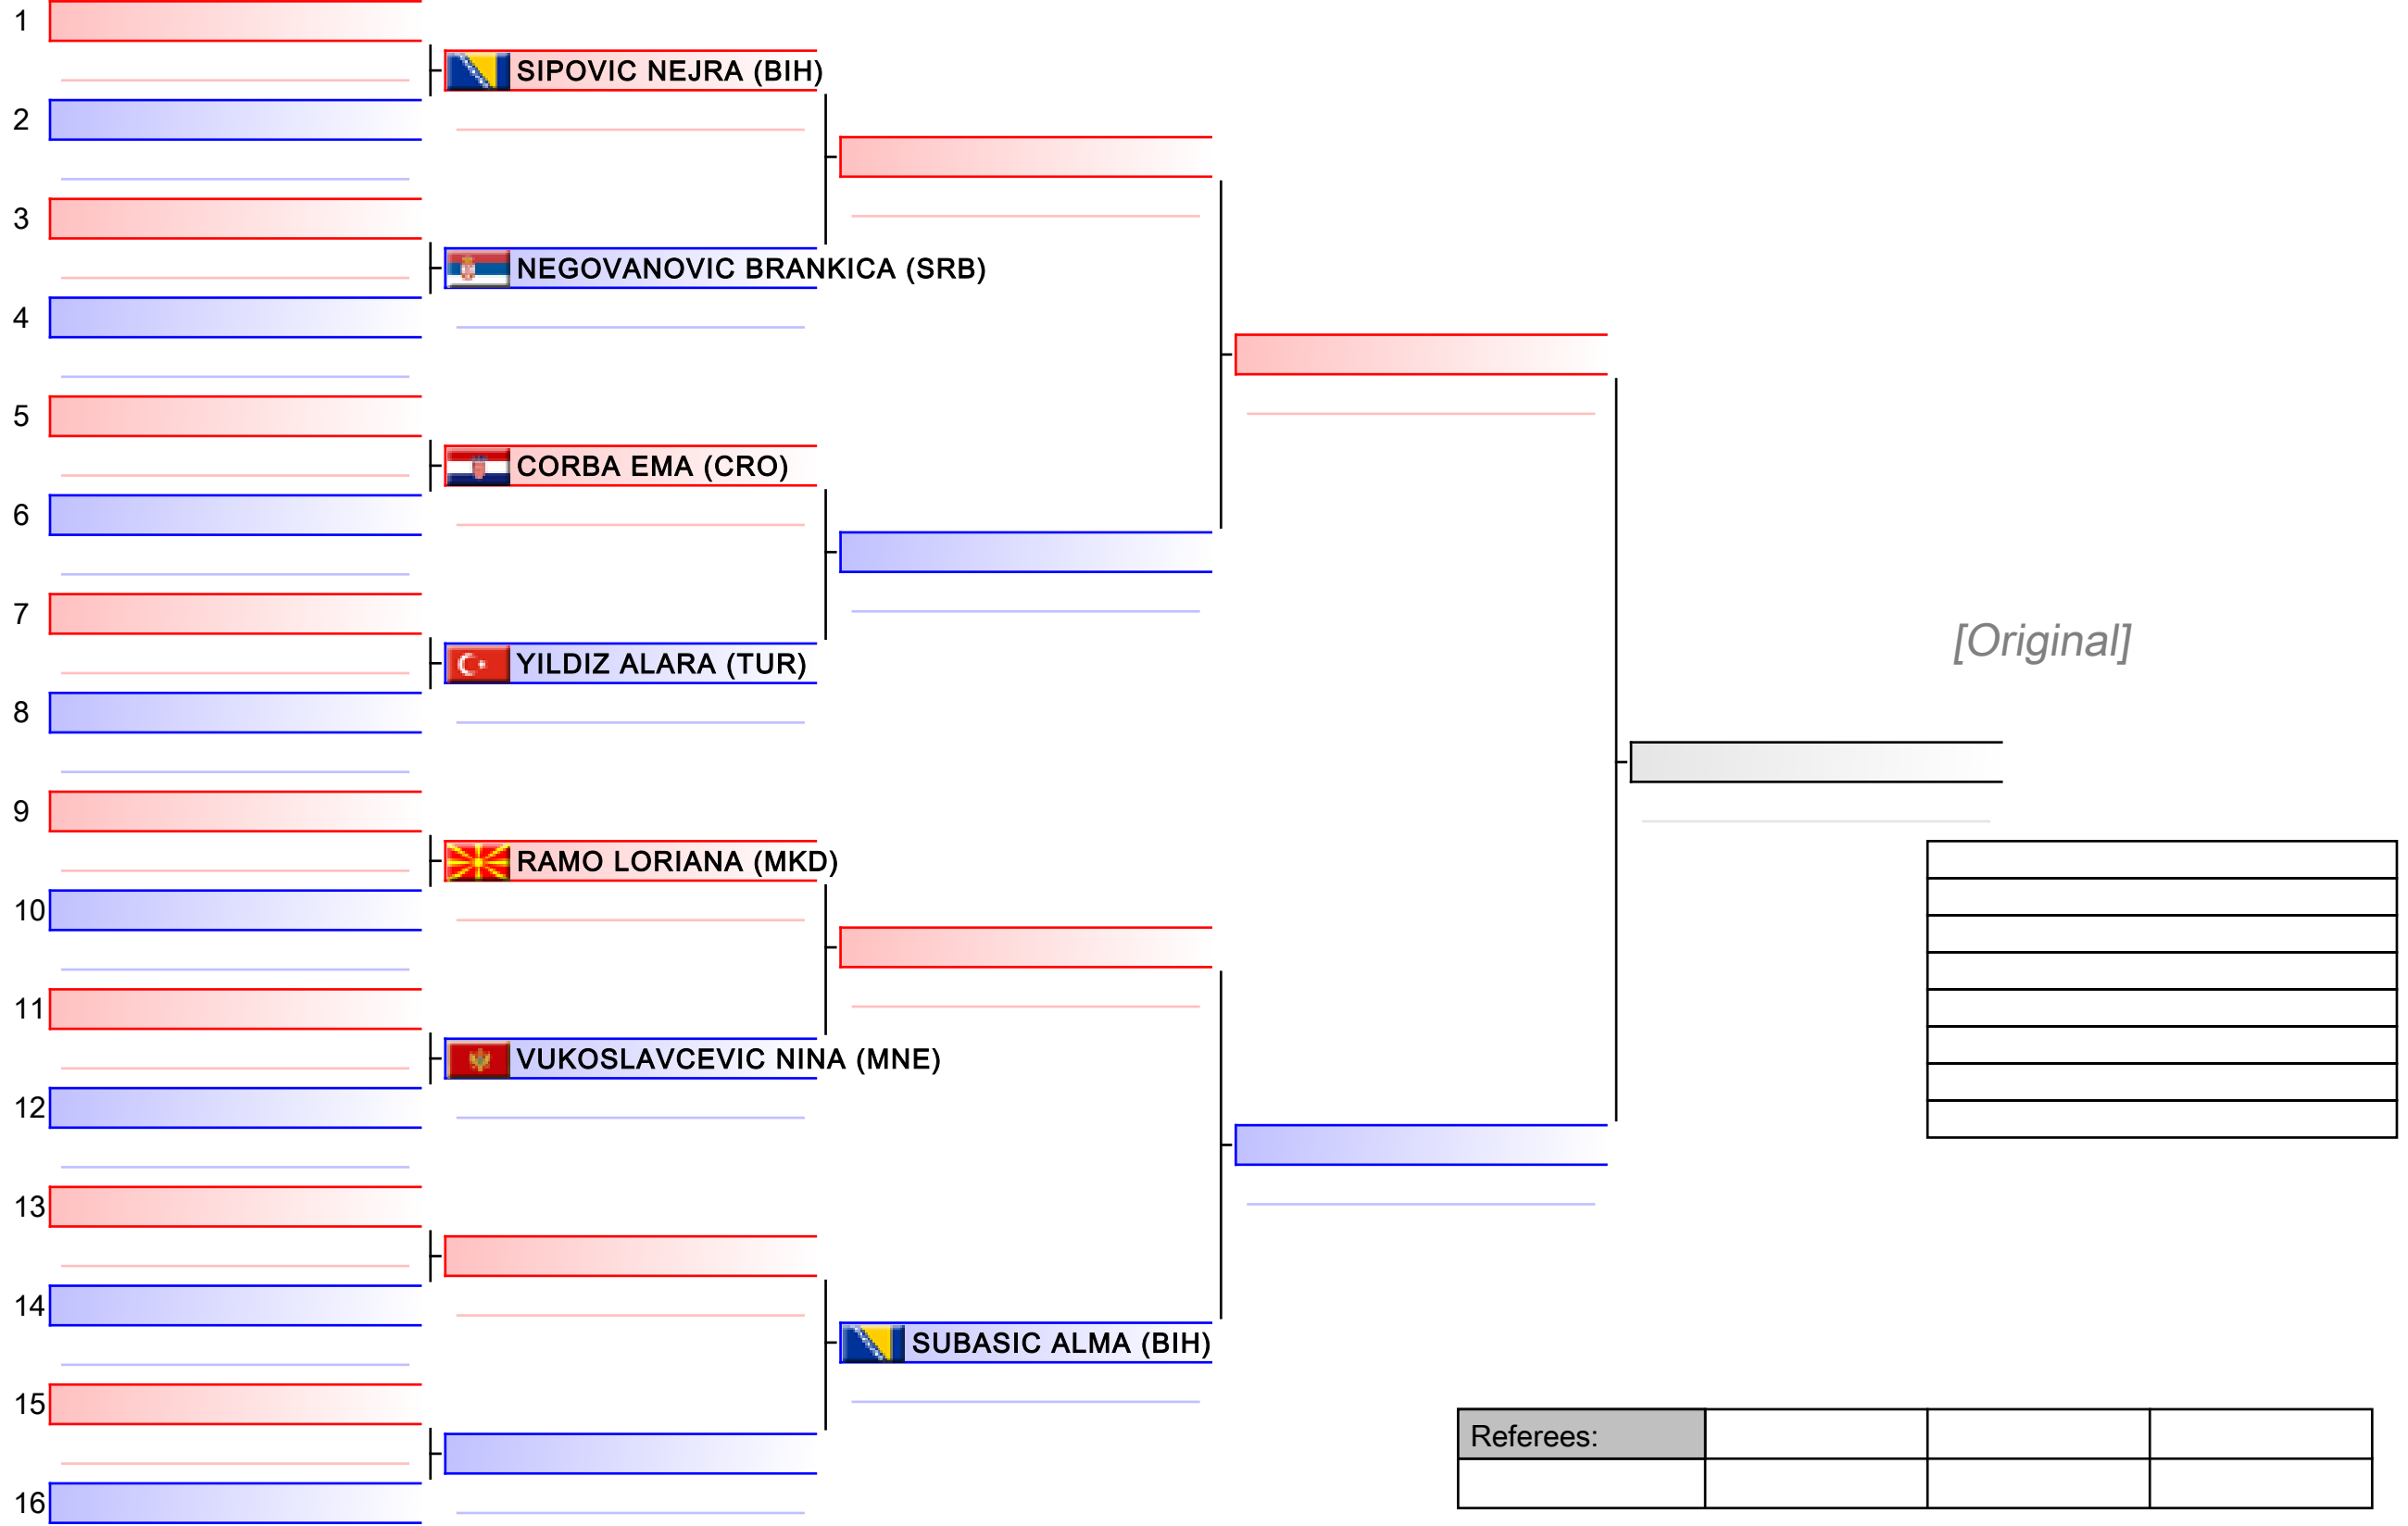 1
SIPOVIC NEJRA (BIH)
2
3
NEGOVANOVIC BRANKICA (SRB)
4
5
CORBA EMA (CRO)
6
7
[Original]
YILDIZ ALARA (TUR)
8
9
RAMO LORIANA (MKD)
10
11
VUKOSLAVCEVIC NINA (MNE)
12
13
14
SUBASIC ALMA (BIH)
15
Referees:
16